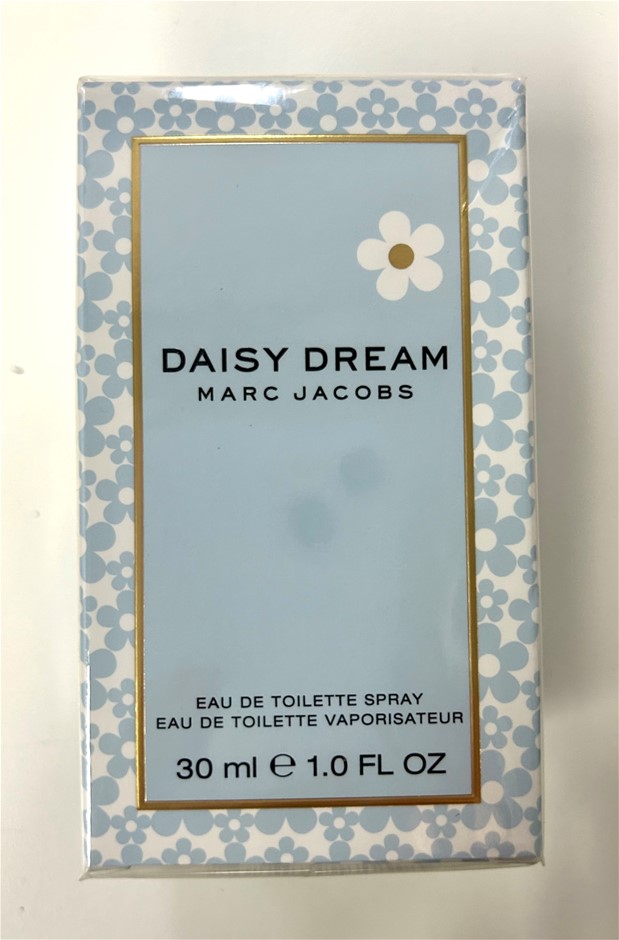 DAISY DREAM
MARC JACOBS
EAU DE TOILETTE SPRAY
EAU DE TOILETTE VAPORISATEUR
30 ml ℮ 1.0 FL OZ